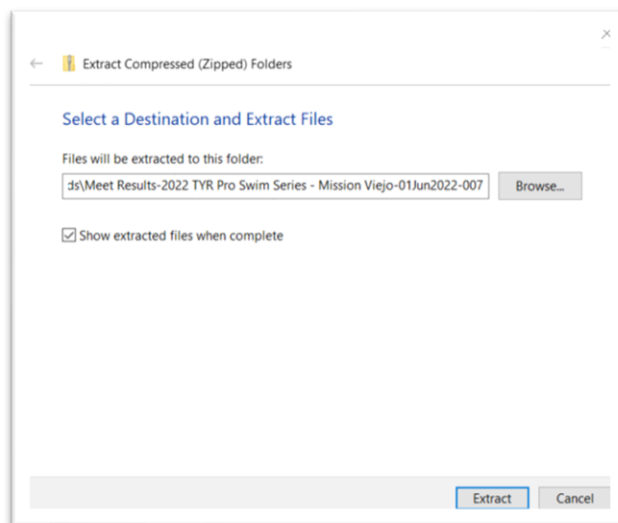 Extract Compressed (Zipped) Folders
Select a Destination and Extract Files
Files will be extracted to this folder:
ds\Meet Results-2022 TYR Pro Swim Series - Mission Viejo-01Jun2022-007
Browse...
Show extracted files when complete
Extract
Cancel